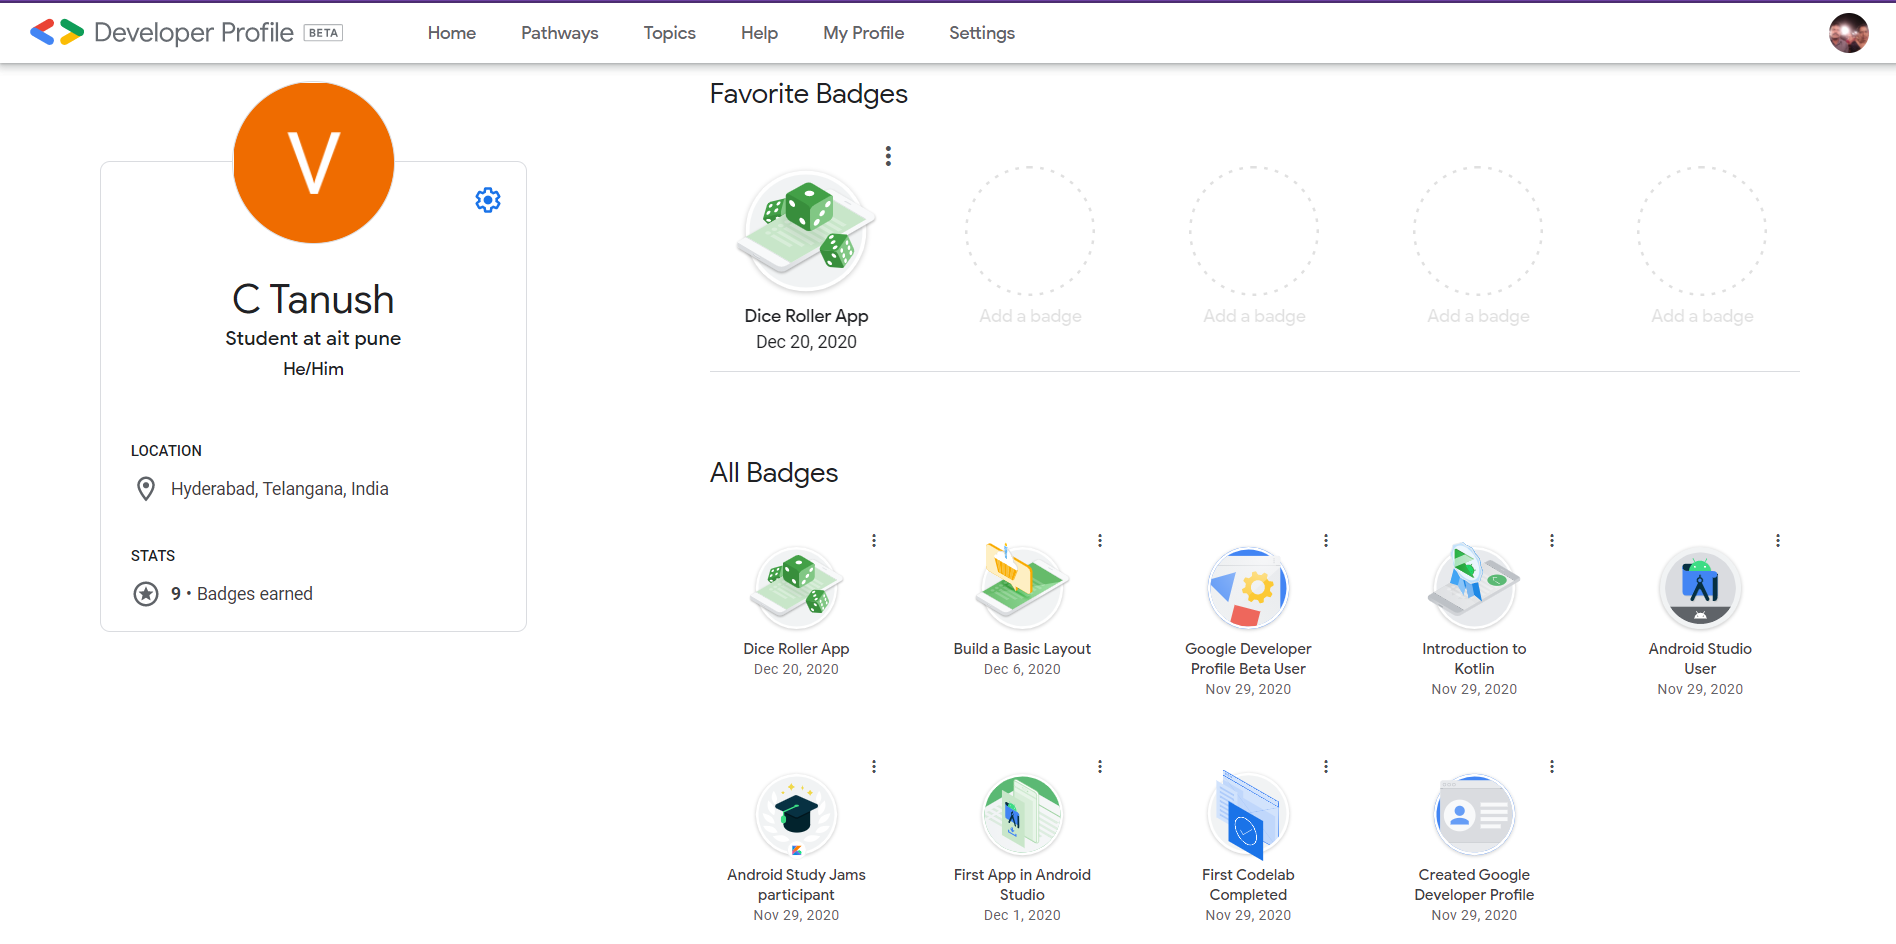 Developer Profile BETA Home Pathways Topics Help My Profile Settings
V
C Tanush
Student at ait pune
He/Him
LOCATION
Hyderabad, Telangana, India
STATS
9 • Badges earned
Favorite Badges
Dice Roller App
Dec 20, 2020
Add a badge
Add a badge
Add a badge
Add a badge
All Badges
Dice Roller App
Dec 20, 2020
Build a Basic Layout
Dec 6, 2020
Google Developer
Profile Beta User
Nov 29, 2020
Introduction to
Kotlin
Nov 29, 2020
Android Studio
User
Nov 29, 2020
Android Study Jams
participant
Nov 29, 2020
First App in Android
Studio
Dec 1, 2020
First Codelab
Completed
Nov 29, 2020
Created Google
Developer Profile
Nov 29, 2020